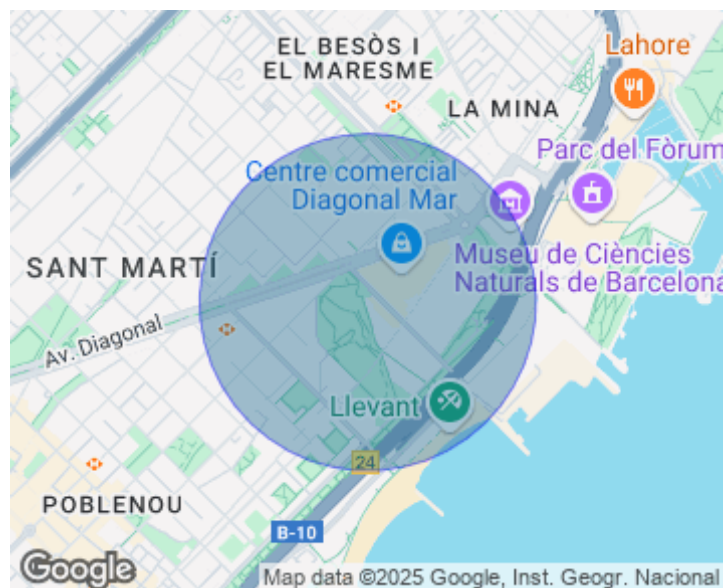 EL BESÒS I
EL MARESME
Lahore
LA MINA
Parc del Fòrum
Centre comercial
Diagonal Mar
Museu de Ciències
Naturals de Barcelona
SANT MARTÍ
Av. Diagonal
Llevant
24
POBLENOU
B-10
Google
Map data ©2025 Google, Inst. Geogr. Nacional